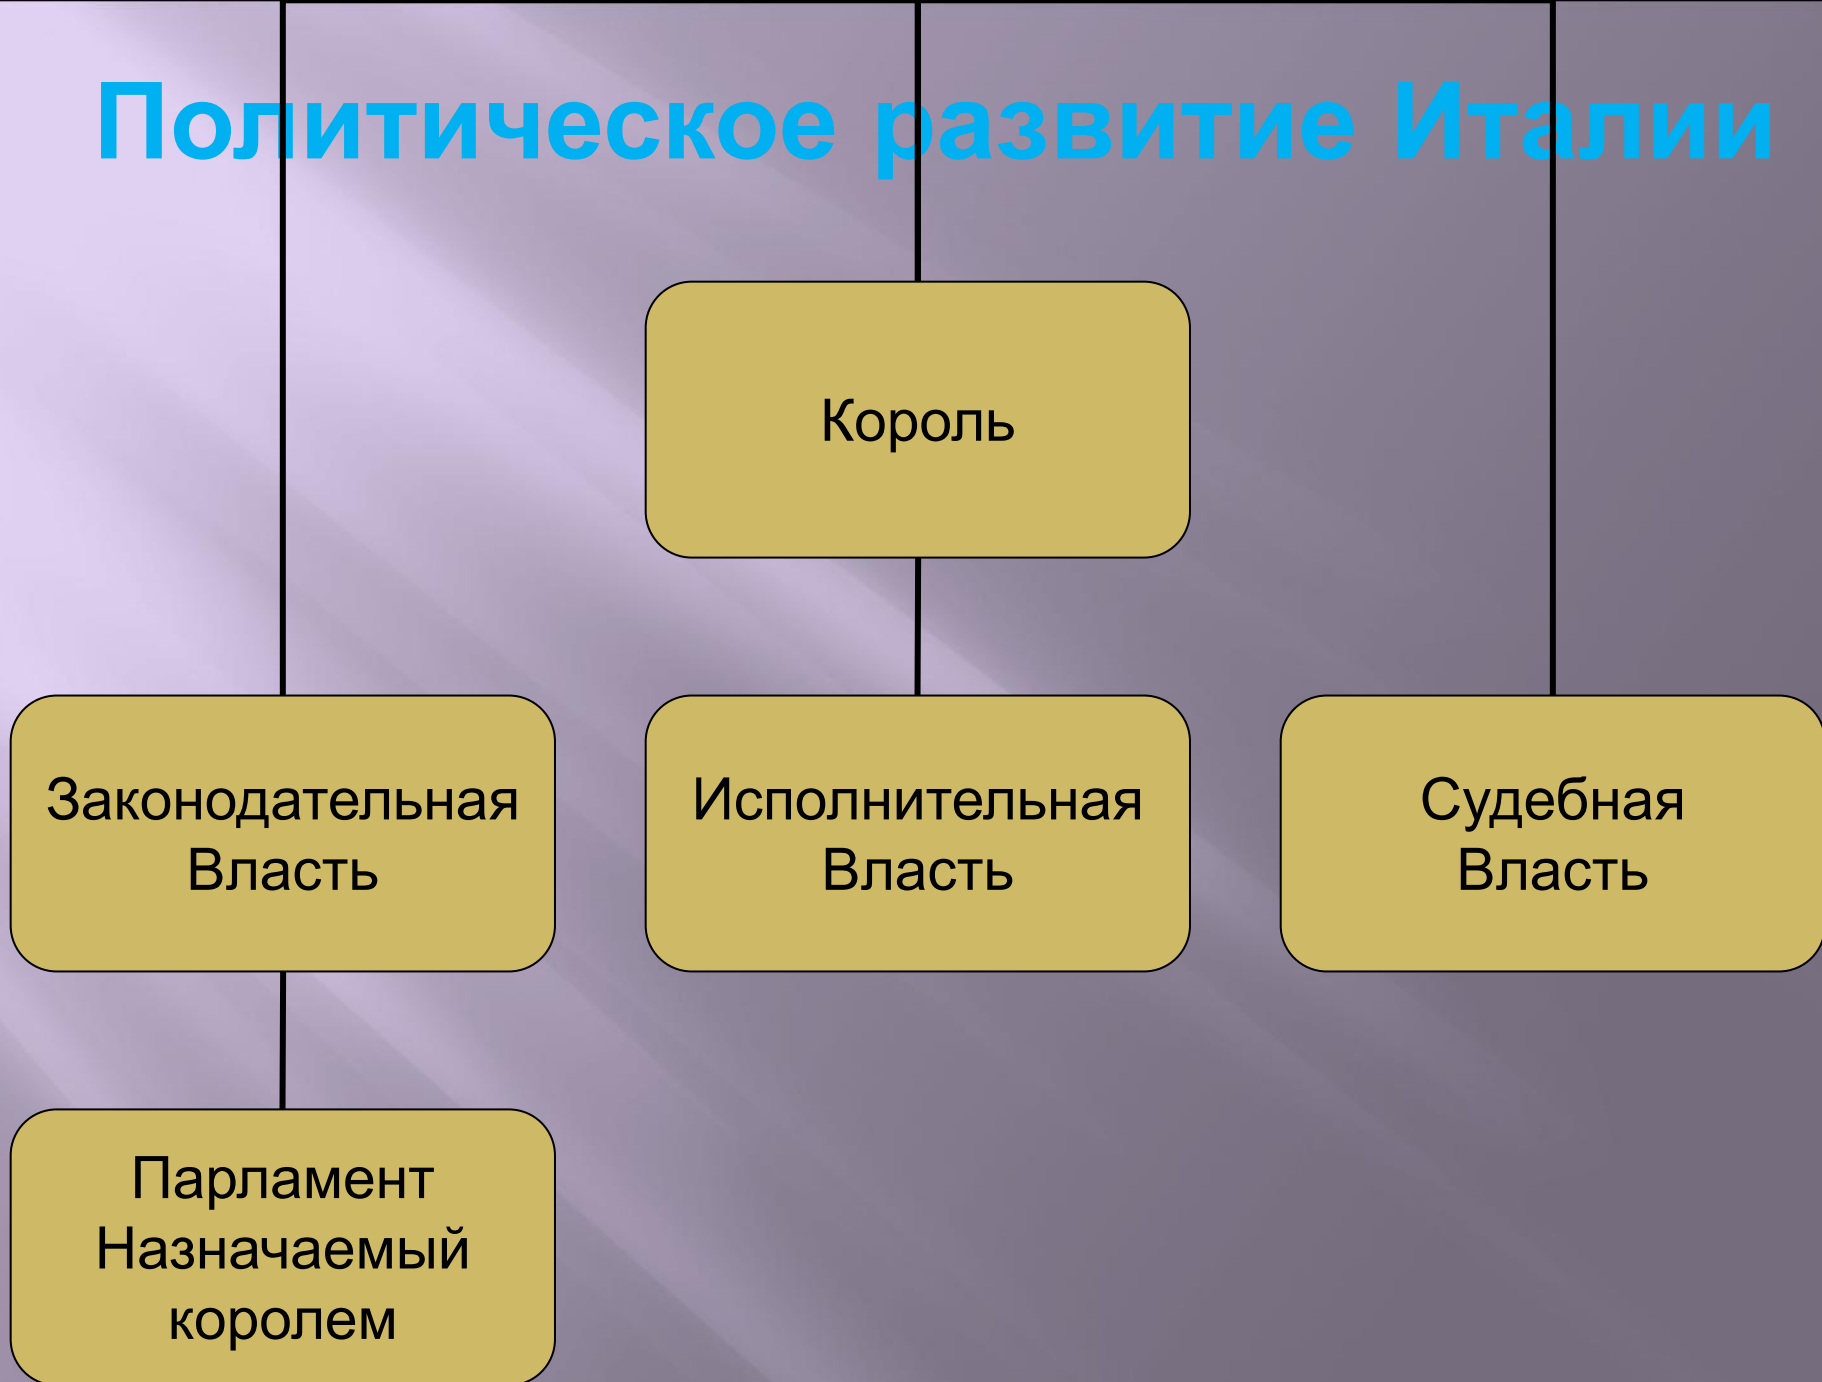 Политическое развитие Италии
Король
Законодательная
Власть
Исполнительная
Власть
Судебная
Власть
Парламент
Назначаемый
королем